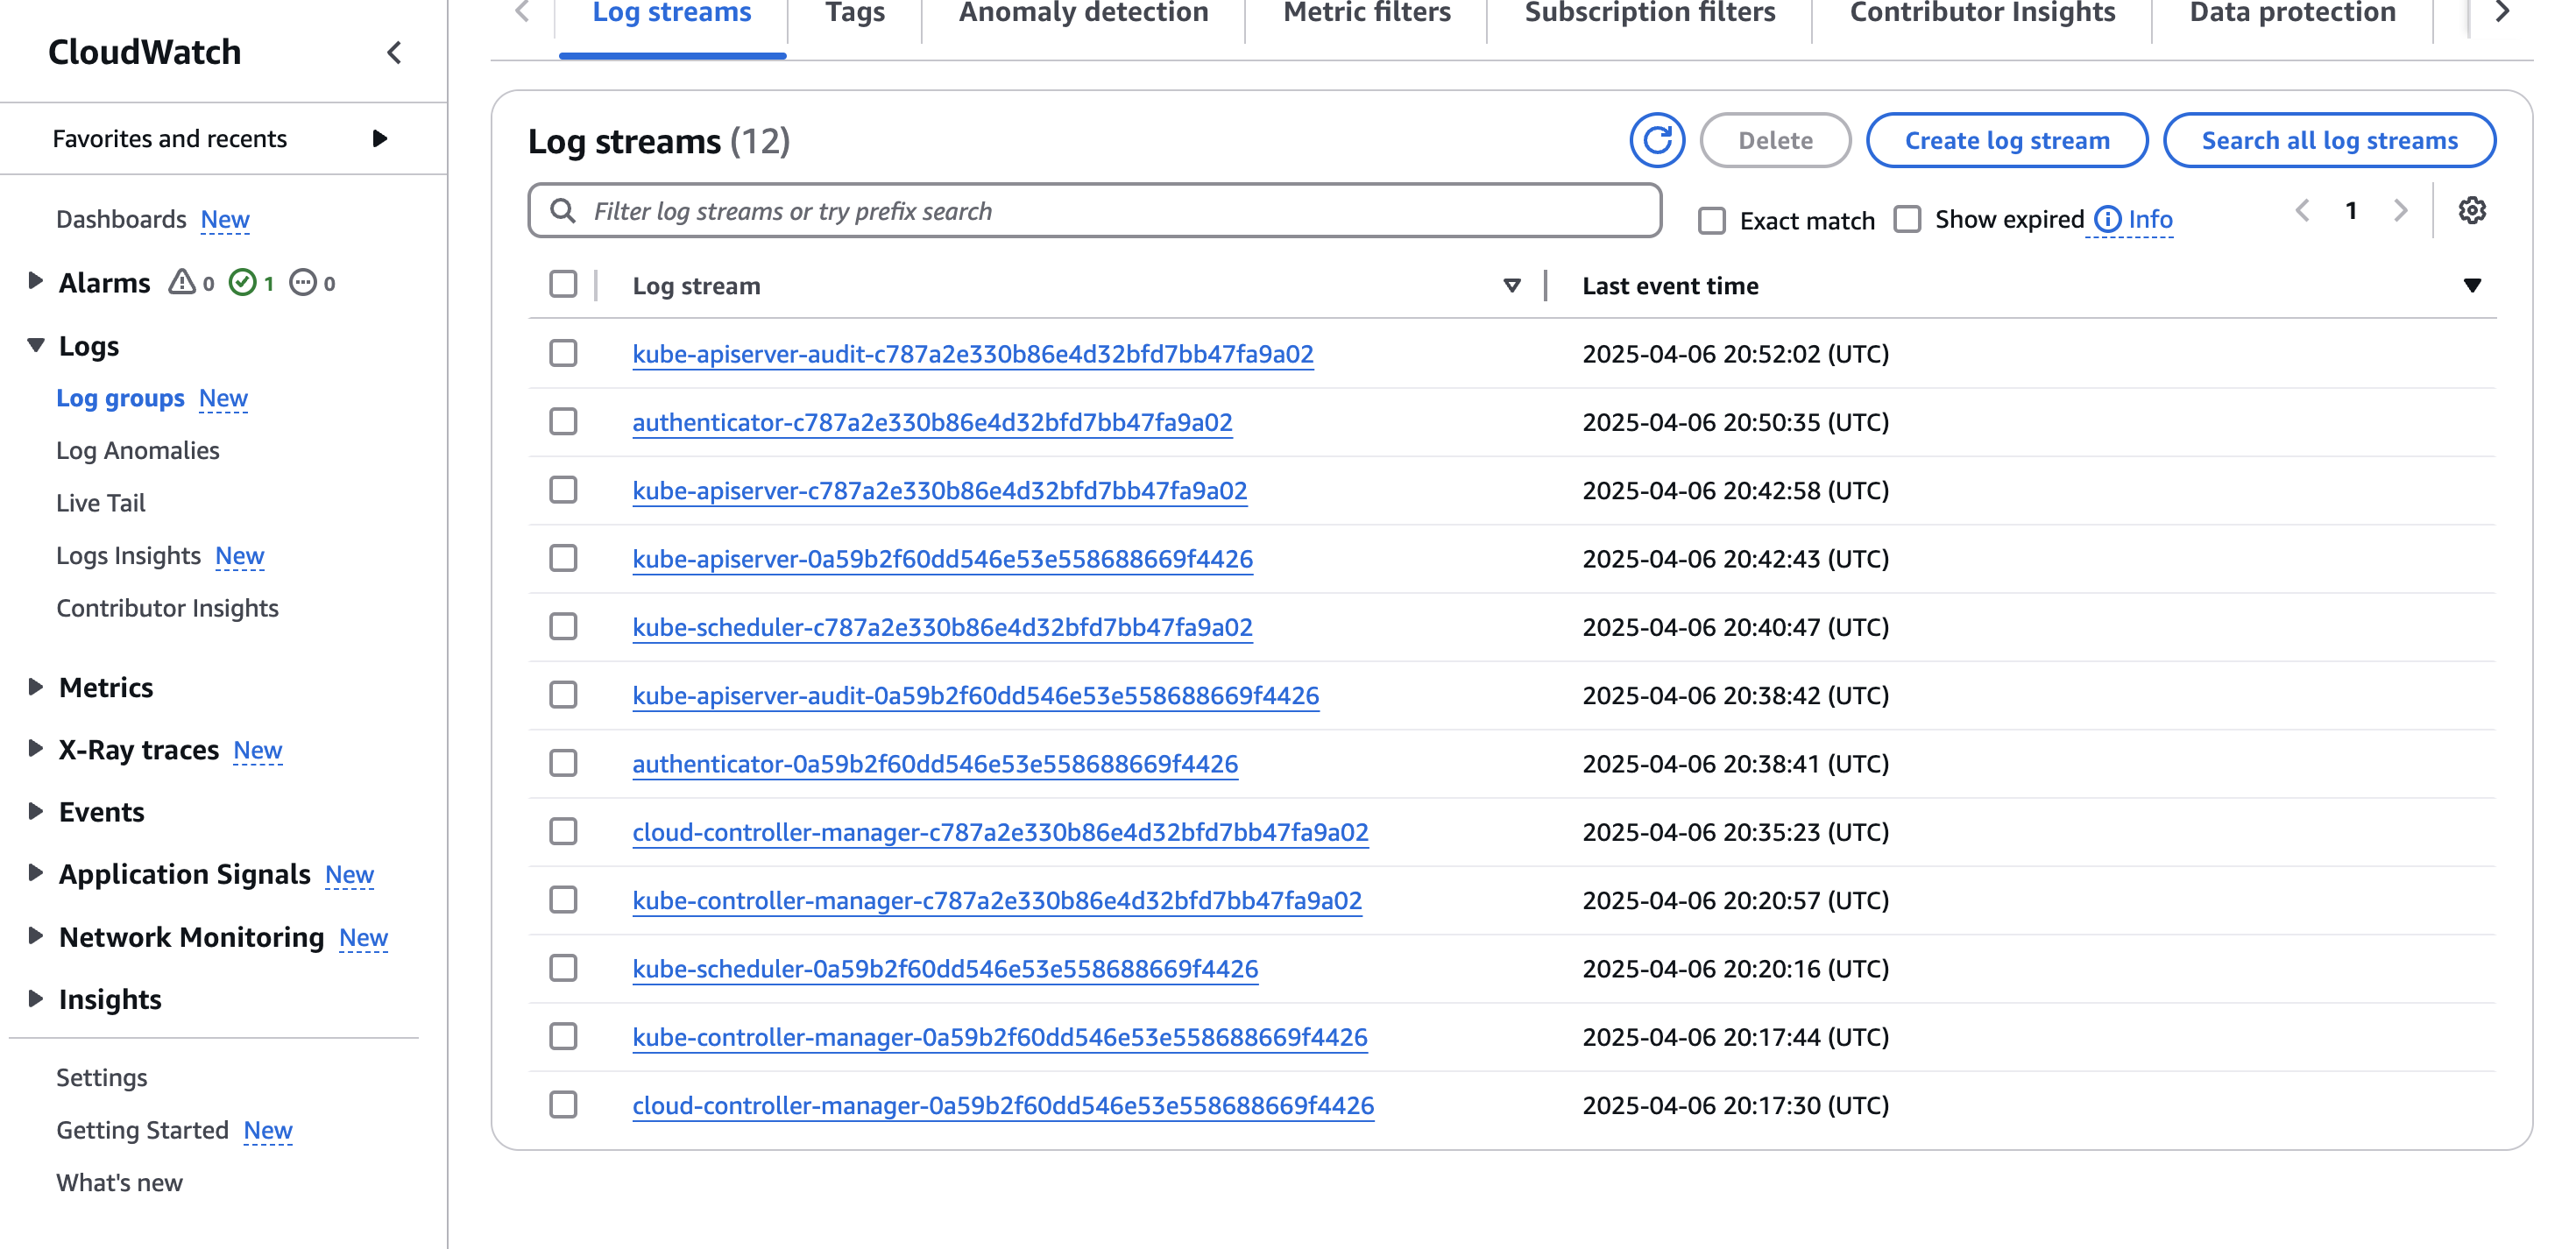 CloudWatch
Favorites and recents
Dashboards New
Alarms 0 1 0
Logs
Log groups New
Log Anomalies
Live Tail
Logs Insights New
Contributor Insights
Metrics
X-Ray traces New
Events
Application Signals New
Network Monitoring New
Insights
Settings
Getting Started New
What's new
Log streams Tags Anomaly detection Metric filters Subscription filters Contributor Insights Data protection
Log streams (12)
Delete Create log stream Search all log streams
Filter log streams or try prefix search Exact match Show expired Info 1
Log stream Last event time
kube-apiserver-audit-c787a2e330b86e4d32bfd7bb47fa9a02 2025-04-06 20:52:02 (UTC)
authenticator-c787a2e330b86e4d32bfd7bb47fa9a02 2025-04-06 20:50:35 (UTC)
kube-apiserver-c787a2e330b86e4d32bfd7bb47fa9a02 2025-04-06 20:42:58 (UTC)
kube-apiserver-0a59b2f60dd546e53e558688669f4426 2025-04-06 20:42:43 (UTC)
kube-scheduler-c787a2e330b86e4d32bfd7bb47fa9a02 2025-04-06 20:40:47 (UTC)
kube-apiserver-audit-0a59b2f60dd546e53e558688669f4426 2025-04-06 20:38:42 (UTC)
authenticator-0a59b2f60dd546e53e558688669f4426 2025-04-06 20:38:41 (UTC)
cloud-controller-manager-c787a2e330b86e4d32bfd7bb47fa9a02 2025-04-06 20:35:23 (UTC)
kube-controller-manager-c787a2e330b86e4d32bfd7bb47fa9a02 2025-04-06 20:20:57 (UTC)
kube-scheduler-0a59b2f60dd546e53e558688669f4426 2025-04-06 20:20:16 (UTC)
kube-controller-manager-0a59b2f60dd546e53e558688669f4426 2025-04-06 20:17:44 (UTC)
cloud-controller-manager-0a59b2f60dd546e53e558688669f4426 2025-04-06 20:17:30 (UTC)